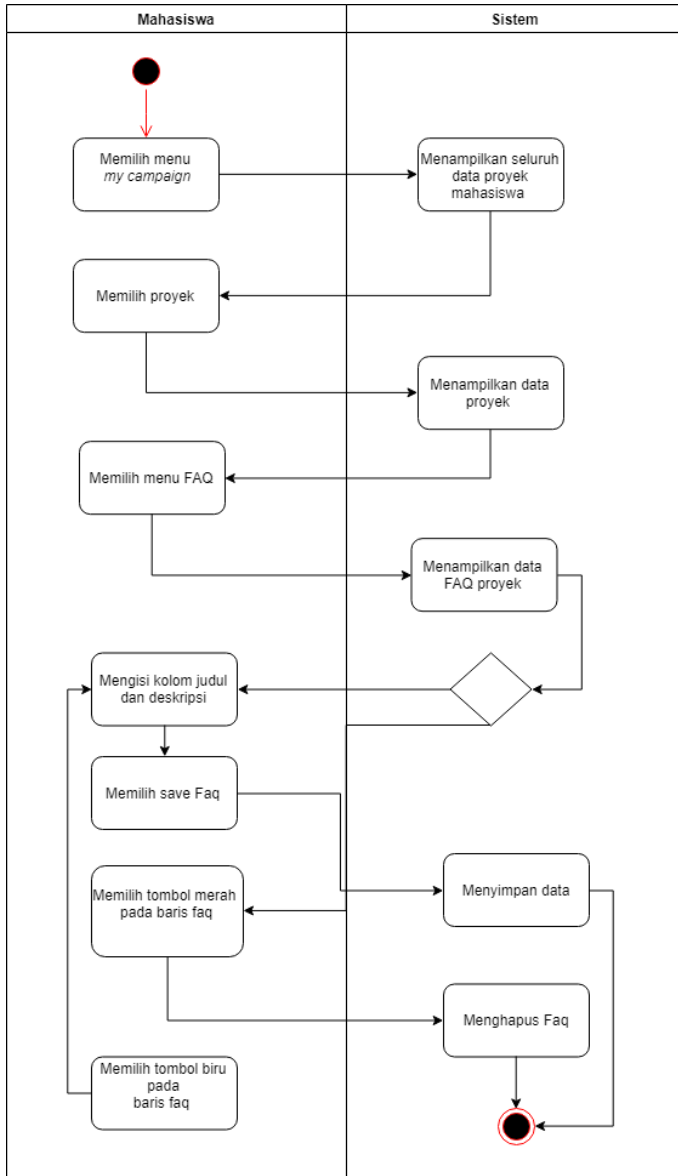 Mahasiswa
Sistem
Memilih menu
my campaign
Menampilkan seluruh
data proyek
mahasiswa
Memilih proyek
Menampilkan data
proyek
Memilih menu FAQ
Menampilkan data
FAQ proyek
Mengisi kolom judul
dan deskripsi
Memilih save Faq
Memilih tombol merah
pada baris faq
Menyimpan data
Menghapus Faq
Memilih tombol biru
pada
baris faq